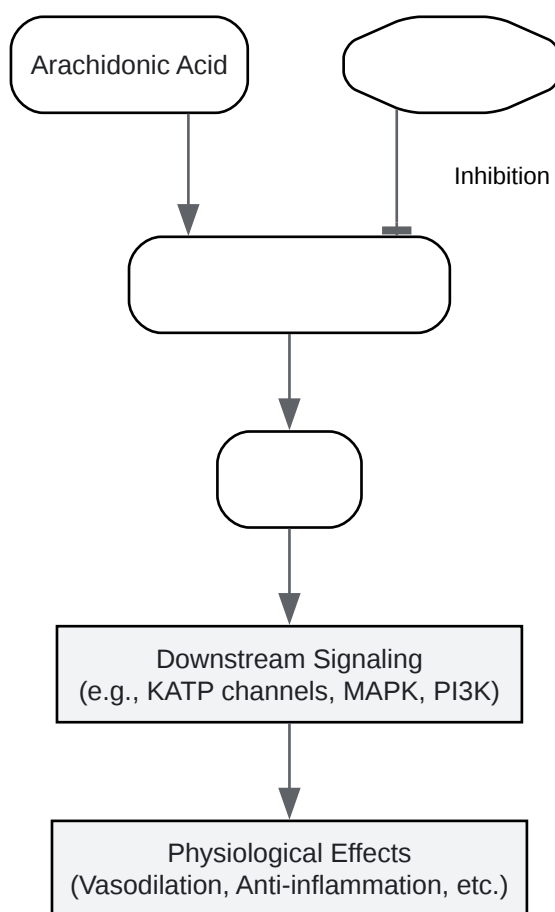 Arachidonic Acid
Inhibition
Downstream Signaling
(e.g., KATP channels, MAPK, PI3K)
Physiological Effects
(Vasodilation, Anti-inflammation, etc.)